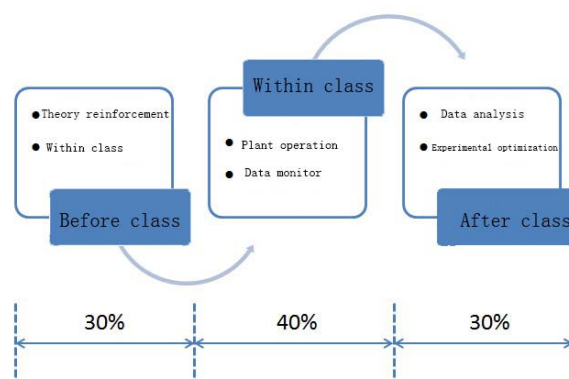 Within class
● Theory reinforcement
● Within class
Before class
● Plant operation
● Data monitor
● Data analysis
● Experimental optimization
After class
30%
40%
30%